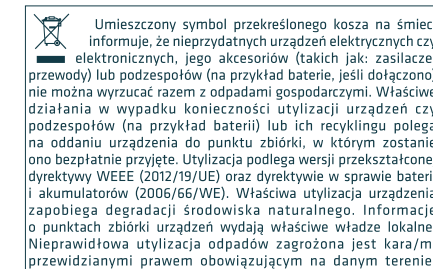 Umieszczony symbol przekreślonego kosza na śmiec
informuje, że nieprzydatnych urządzeń elektrycznych czy
elektronicznych, jego akcesoriów (takich jak: zasilacze
przewody) lub podzespołów (na przykład baterie, jeśli dołączono)
nie można wyrzucać razem z odpadami gospodarczymi. Właściwe
działania w wypadku konieczności utylizacji urządzeń czy
podzespołów (na przykład baterii) lub ich recyklingu polega
na oddaniu urządzenia do punktu zbiórki, w którym zostanie
ono bezpłatnie przyjęte. Utylizacja podlega wersji przekształcone
dyrektywy WEEE (2012/19/UE) oraz dyrektywie w sprawie bateri
i akumulatorów (2006/66/WE). Właściwa utylizacja urządzenia
zapobiega degradacji środowiska naturalnego. Informacje
o punktach zbiórki urządzeń wydają właściwe władze lokalne
Nieprawidłowa utylizacja odpadów zagrożona jest kara/m
przewidzianymi prawem obowiązującym na danym terenie